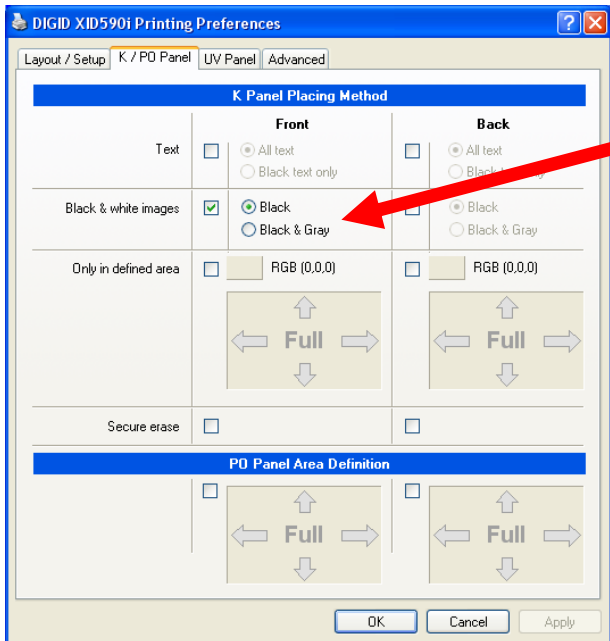 DIGID XID590i Printing Preferences
Layout / Setup K / PO Panel UV Panel Advanced
K Panel Placing Method
Front Back
Text All text All text
Black text only Black
Black & white images Black Black
Black & Gray Black & Gray
Only in defined area RGB (0,0,0) RGB (0,0,0)
Full Full
Secure erase
PO Panel Area Definition
Full Full
OK Cancel Apply